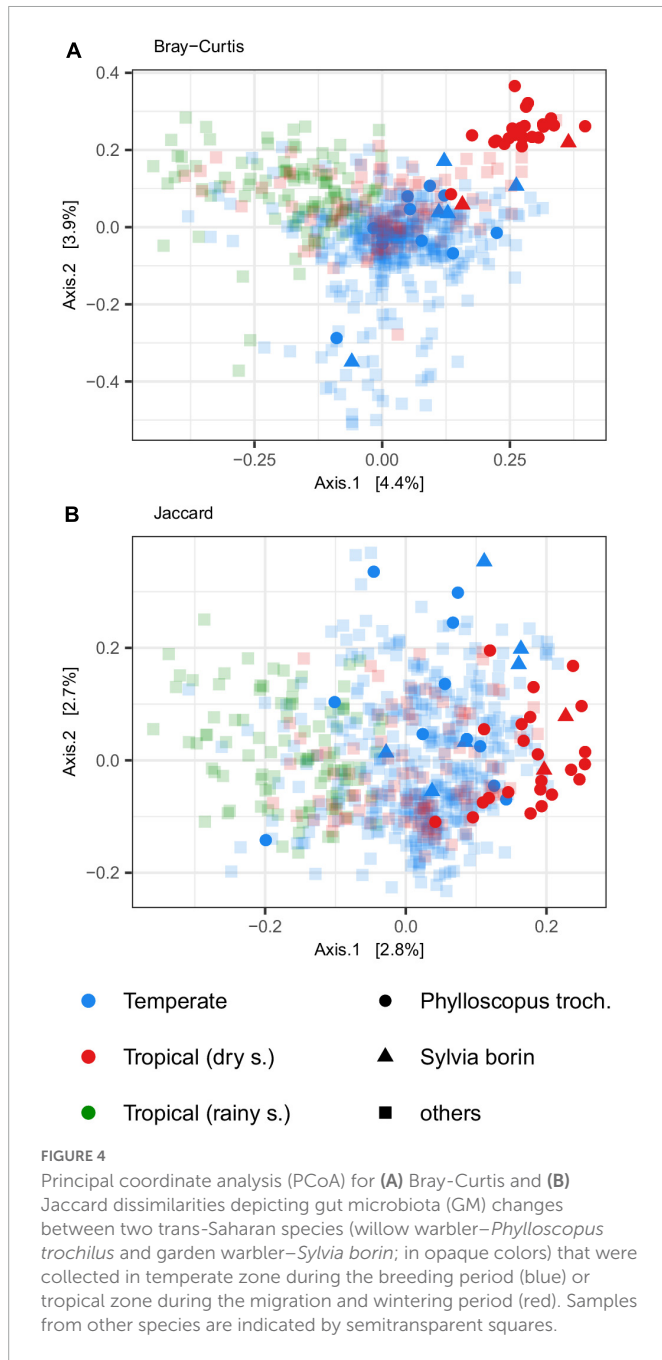 A
Bray−Curtis
0.4
0.2
0.0
−0.2
−0.4
Axis.2 [3.9%]
−0.25
0.00
0.25
Axis.1 [4.4%]
B
Jaccard
0.2
0.0
−0.2
Axis.2 [2.7%]
−0.2
0.0
0.2
Axis.1 [2.8%]
Temperate
Phylloscopus troch.
Tropical (dry s.)
Sylvia borin
Tropical (rainy s.)
others
FIGURE 4
Principal coordinate analysis (PCoA) for (A) Bray-Curtis and (B)
Jaccard dissimilarities depicting gut microbiota (GM) changes
between two trans-Saharan species (willow warbler–Phylloscopus
trochilus and garden warbler–Sylvia borin; in opaque colors) that were
collected in temperate zone during the breeding period (blue) or
tropical zone during the migration and wintering period (red). Samples
from other species are indicated by semitransparent squares.